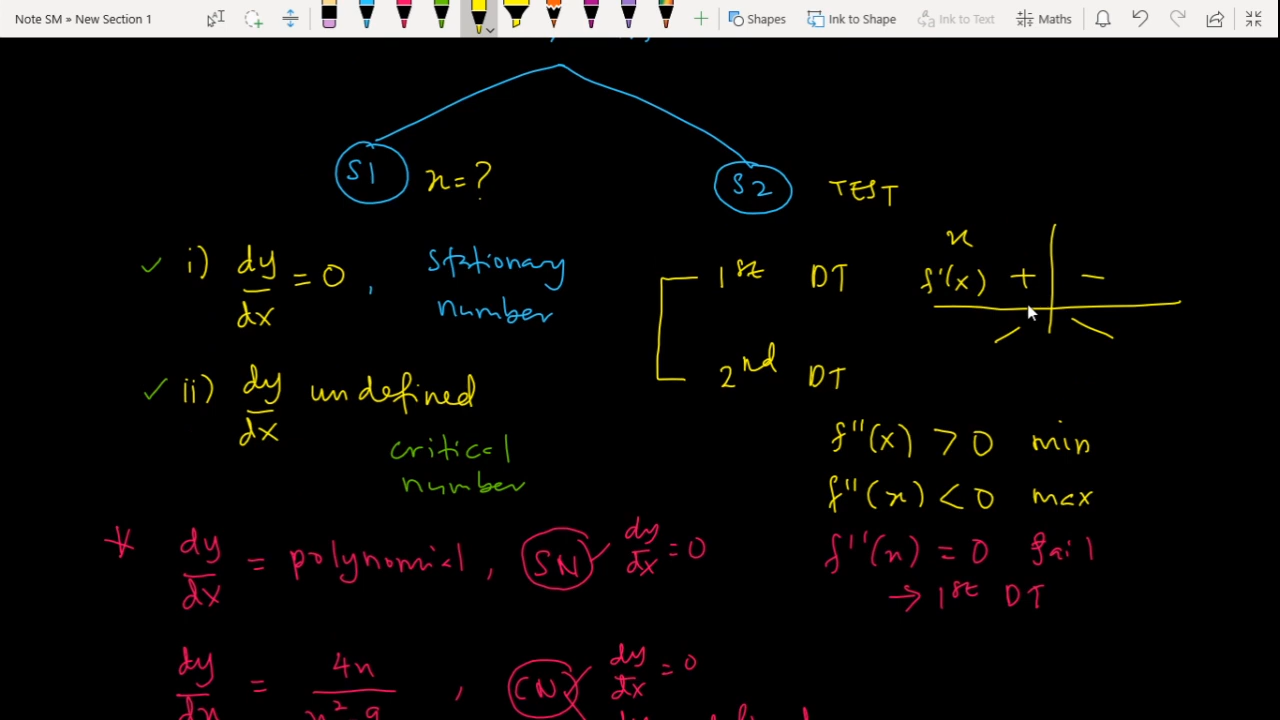 Note SM » New Section 1
Shapes
Ink to Shape
Ink to Text
Maths
S1 x=?
S2 TEST
i) dy/dx = 0, stationary number
ii) dy/dx undefined
critical number
1st DT
x
f'(x) + −
2nd DT
f''(x) > 0 min
f''(x) < 0 max
f''(x) = 0 fail
→ 1st DT
* dy/dx = polynomial, SN dy/dx = 0
dy/dx = 4x/x²-9, CN dy/dx = 0